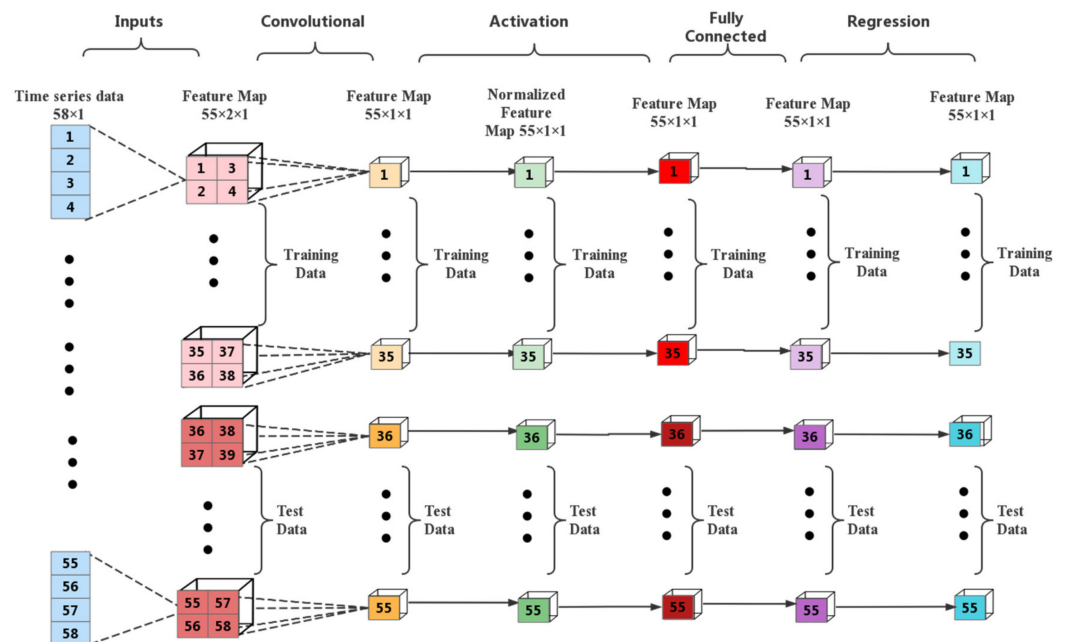 Inputs
Convolutional
Activation
Fully
Connected
Regression
Time series data
58×1
Feature Map
55×2×1
Feature Map
55×1×1
Normalized
Feature
Map 55×1×1
Feature Map
55×1×1
Feature Map
55×1×1
Feature Map
55×1×1
1
2
3
4
1 3
2 4
1
1
1
1
1
Training
Data
Training
Data
Training
Data
Training
Data
Training
Data
Training
Data
35 37
36 38
35
35
35
35
35
36 38
37 39
36
36
36
36
36
Test
Data
Test
Data
Test
Data
Test
Data
Test
Data
Test
Data
55
56
57
58
55 57
56 58
55
55
55
55
55